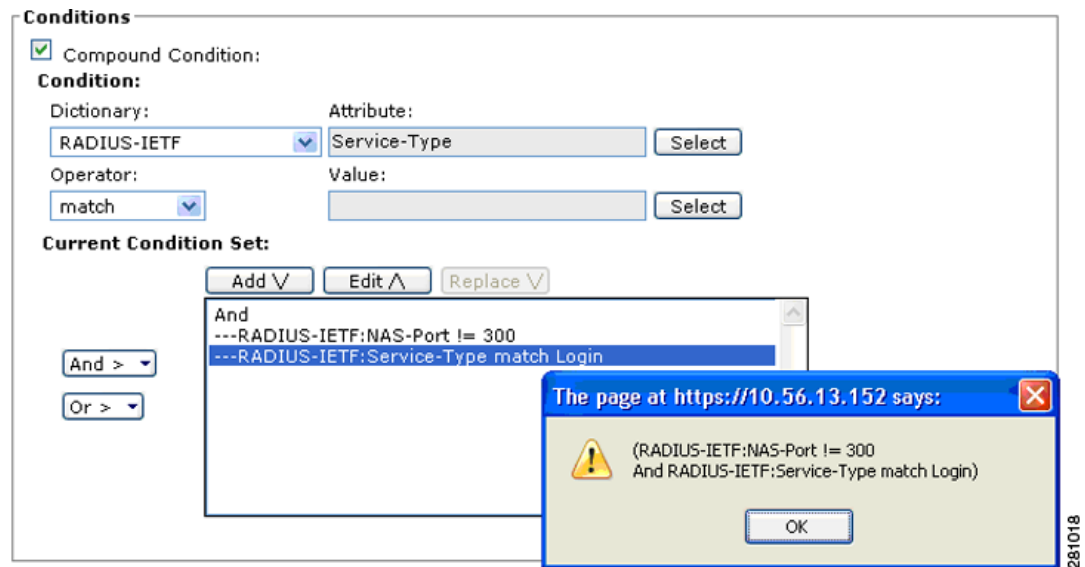 Conditions
Compound Condition:
Condition:
Dictionary: Attribute:
RADIUS-IETF Service-Type Select
Operator: Value:
match Select
Current Condition Set:
Add \/ Edit /\ Replace \/
And
---RADIUS-IETF:NAS-Port != 300
---RADIUS-IETF:Service-Type match Login
And >
Or >
The page at https://10.56.13.152 says:
(RADIUS-IETF:NAS-Port != 300
And RADIUS-IETF:Service-Type match Login)
OK
281018